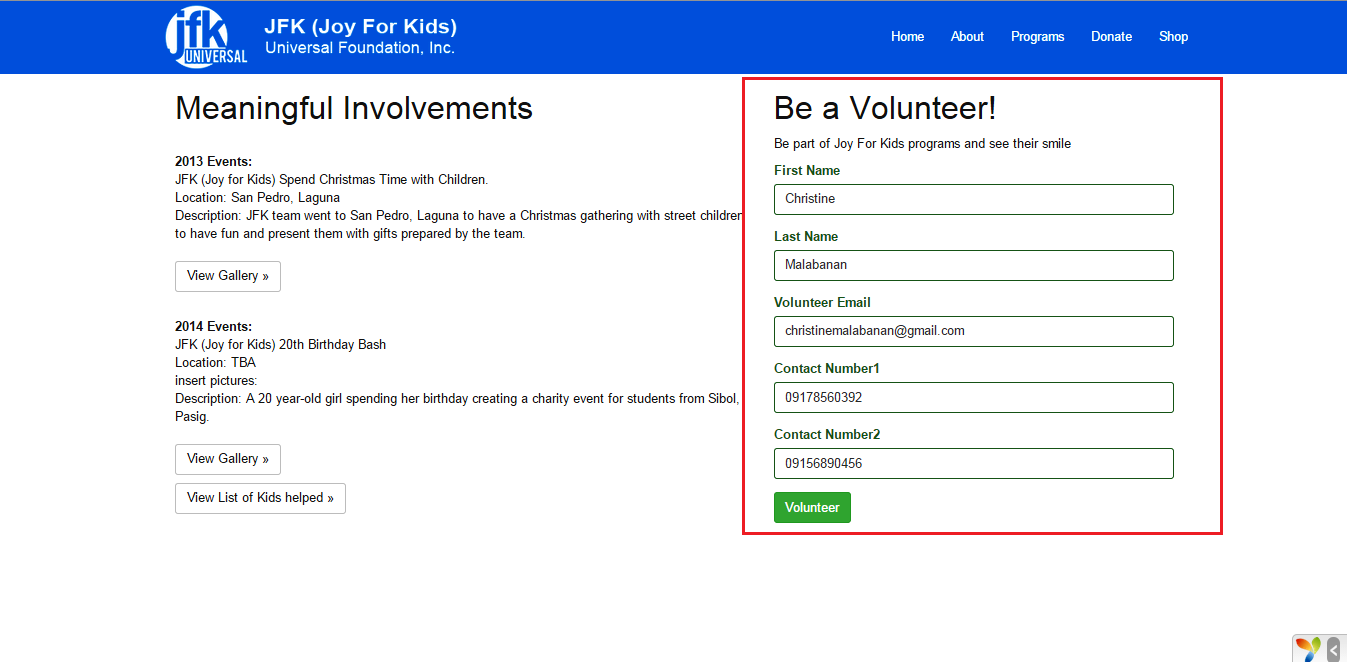 jfk
UNIVERSAL
JFK (Joy For Kids)
Universal Foundation, Inc.
Home About Programs Donate Shop
Meaningful Involvements
2013 Events:
JFK (Joy for Kids) Spend Christmas Time with Children.
Location: San Pedro, Laguna
Description: JFK team went to San Pedro, Laguna to have a Christmas gathering with street children
to have fun and present them with gifts prepared by the team.
View Gallery »
2014 Events:
JFK (Joy for Kids) 20th Birthday Bash
Location: TBA
insert pictures:
Description: A 20 year-old girl spending her birthday creating a charity event for students from Sibol,
Pasig.
View Gallery »
View List of Kids helped »
Be a Volunteer!
Be part of Joy For Kids programs and see their smile
First Name
Christine
Last Name
Malabanan
Volunteer Email
christinemalabanan@gmail.com
Contact Number1
09178560392
Contact Number2
09156890456
Volunteer